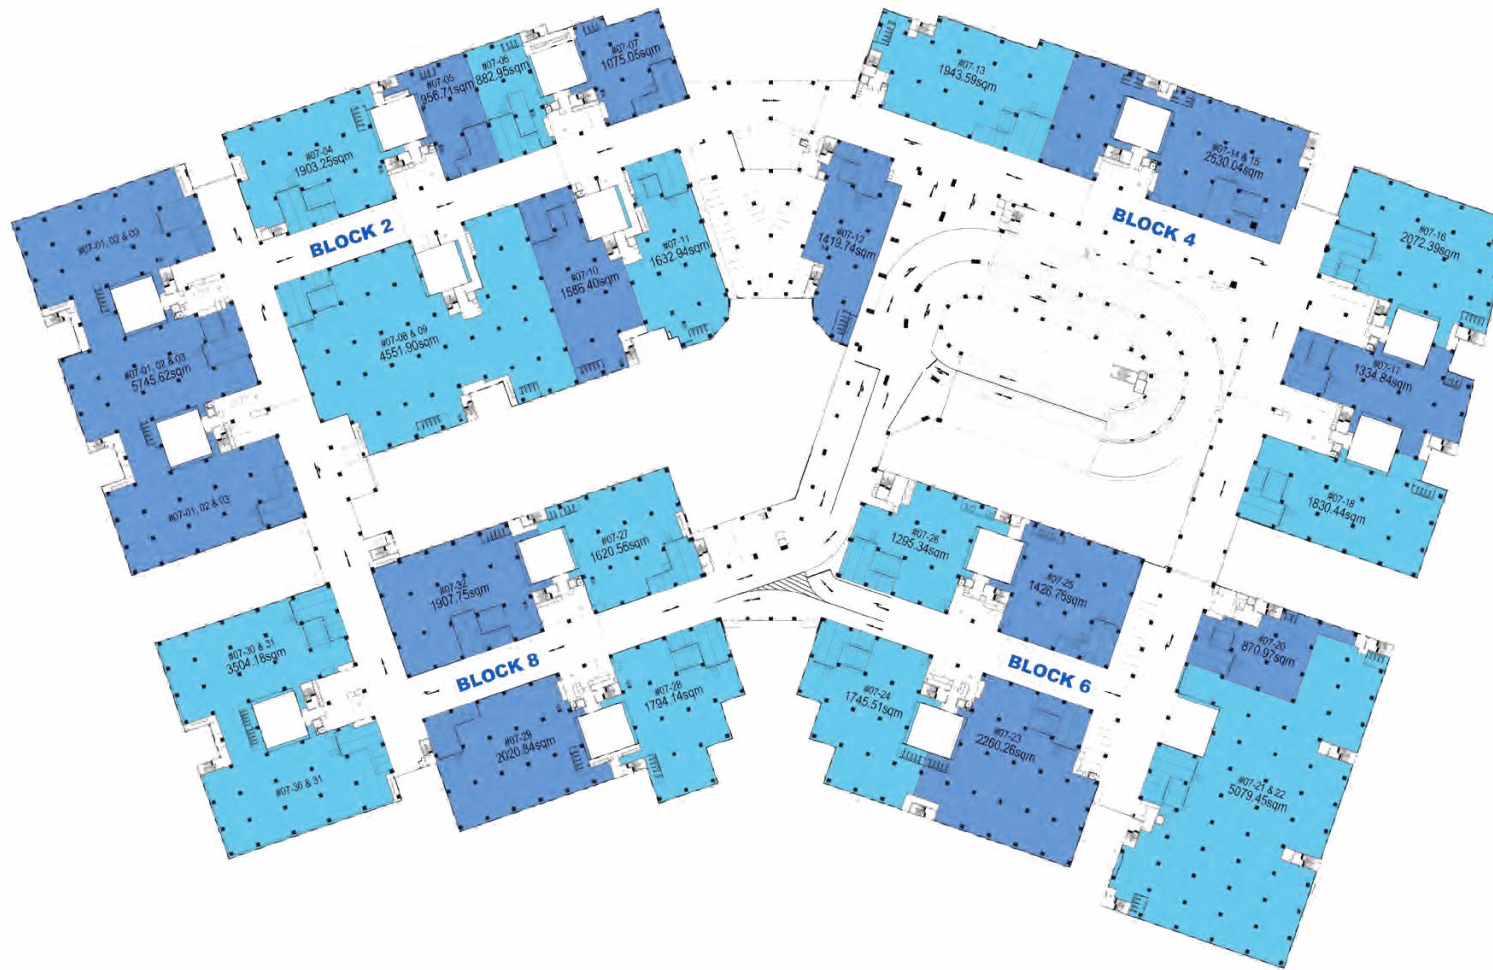 #07-07
1075.05sqm
#07-06
882.95sqm
#07-05
956.71sqm
#07-04
1903.25sqm
#07-01, 02 & 03
BLOCK 2
#07-01, 02 & 03
5745.62sqm
#07-08 & 09
4551.90sqm
#07-10
1586.40sqm
#07-11
1632.94sqm
#07-01, 02 & 03
#07-13
1943.59sqm
#07-14 & 15
2530.04sqm
#07-12
1419.74sqm
BLOCK 4
#07-16
2072.39sqm
#07-17
1334.84sqm
#07-18
1830.44sqm
#07-27
1620.56sqm
#07-32
1907.75sqm
#07-30 & 31
3504.18sqm
BLOCK 8
#07-28
1794.14sqm
#07-29
2020.84sqm
#07-30 & 31
#07-26
1295.34sqm
#07-25
1426.76sqm
#07-20
870.97sqm
BLOCK 6
#07-24
1745.51sqm
#07-23
2260.26sqm
#07-21 & 22
5079.45sqm